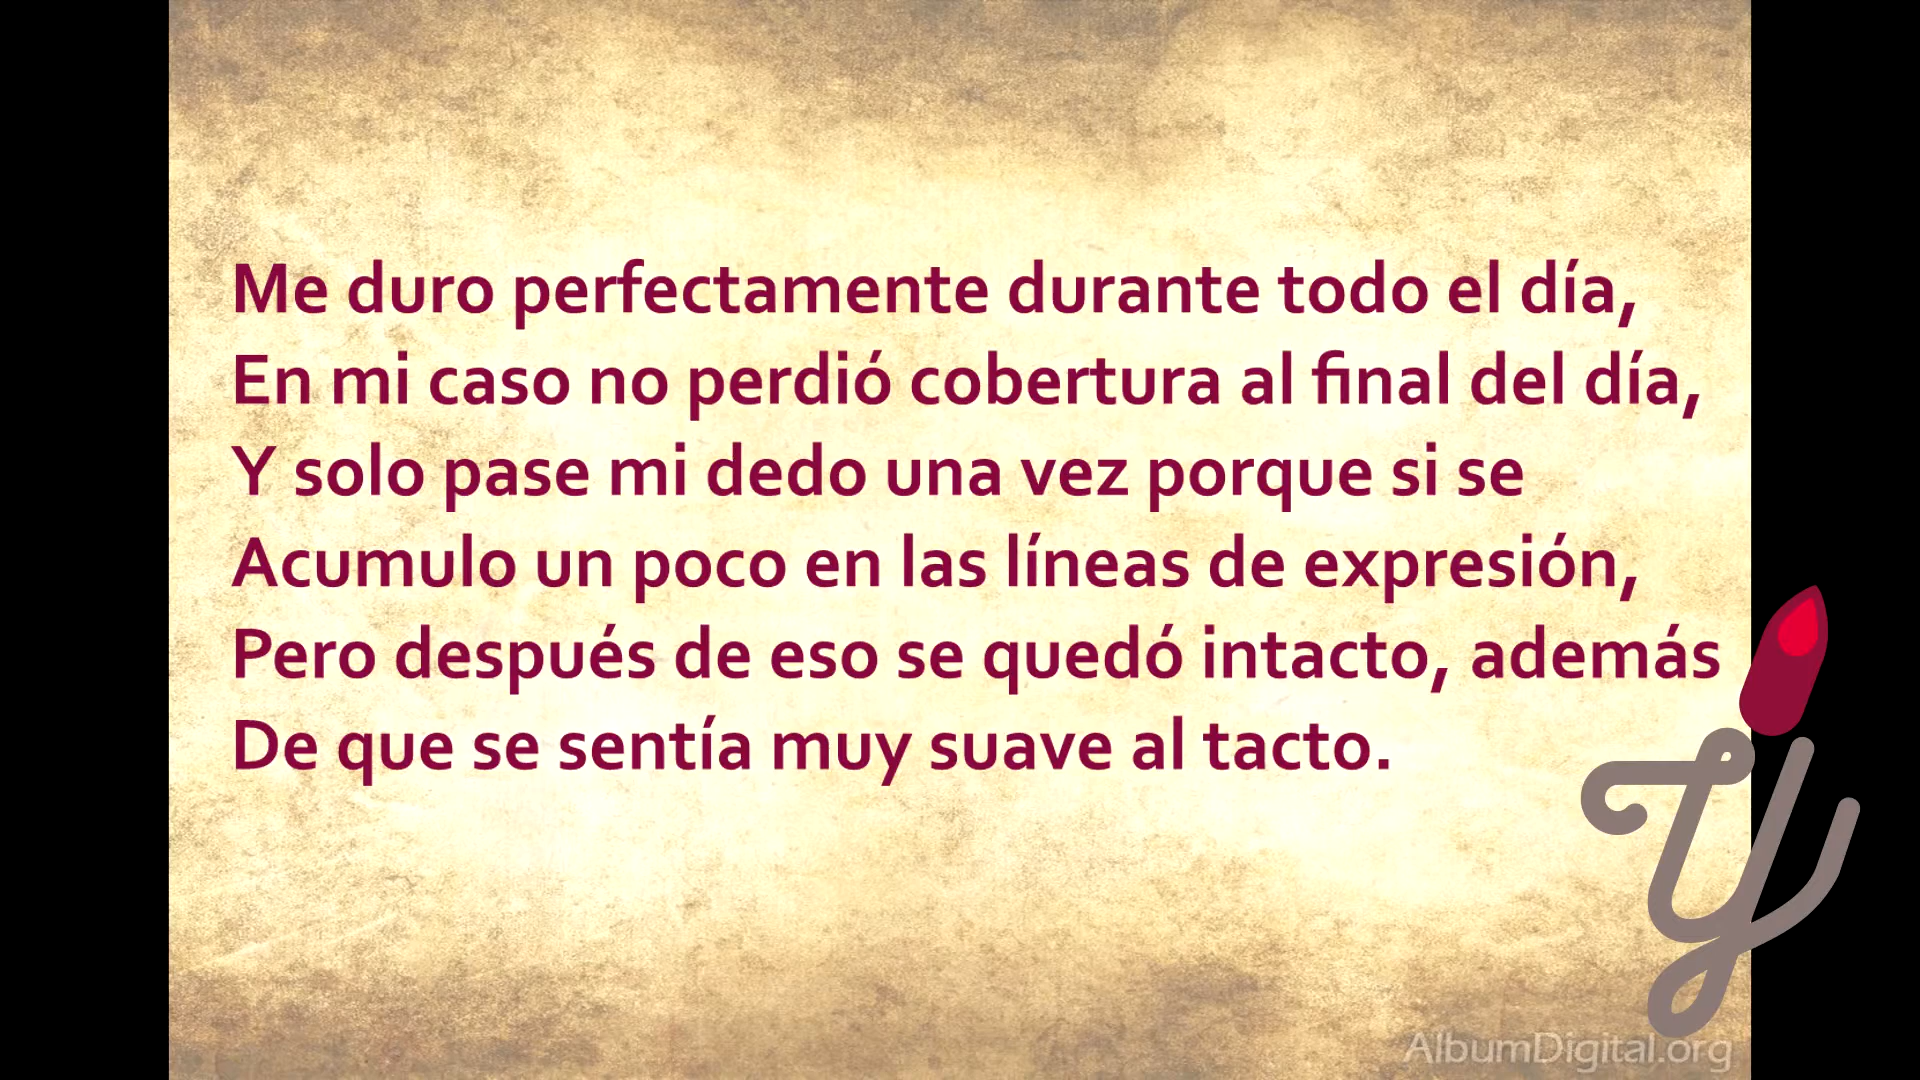 Me duro perfectamente durante todo el día,
En mi caso no perdió cobertura al final del día,
Y solo pase mi dedo una vez porque si se
Acumulo un poco en las líneas de expresión,
Pero después de eso se quedó intacto, además
De que se sentía muy suave al tacto.
Y
AlbumDigital.org